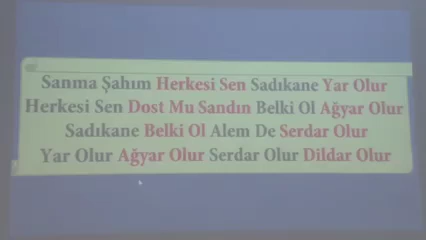 Sanma Şahım Herkesi Sen Sadıkane Yar Olur
Herkesi Sen Dost Mu Sandın Belki Ol Ağyar Olur
Sadıkane Belki Ol Alem De Serdar Olur
Yar Olur Ağyar Olur Serdar Olur Dildar Olur